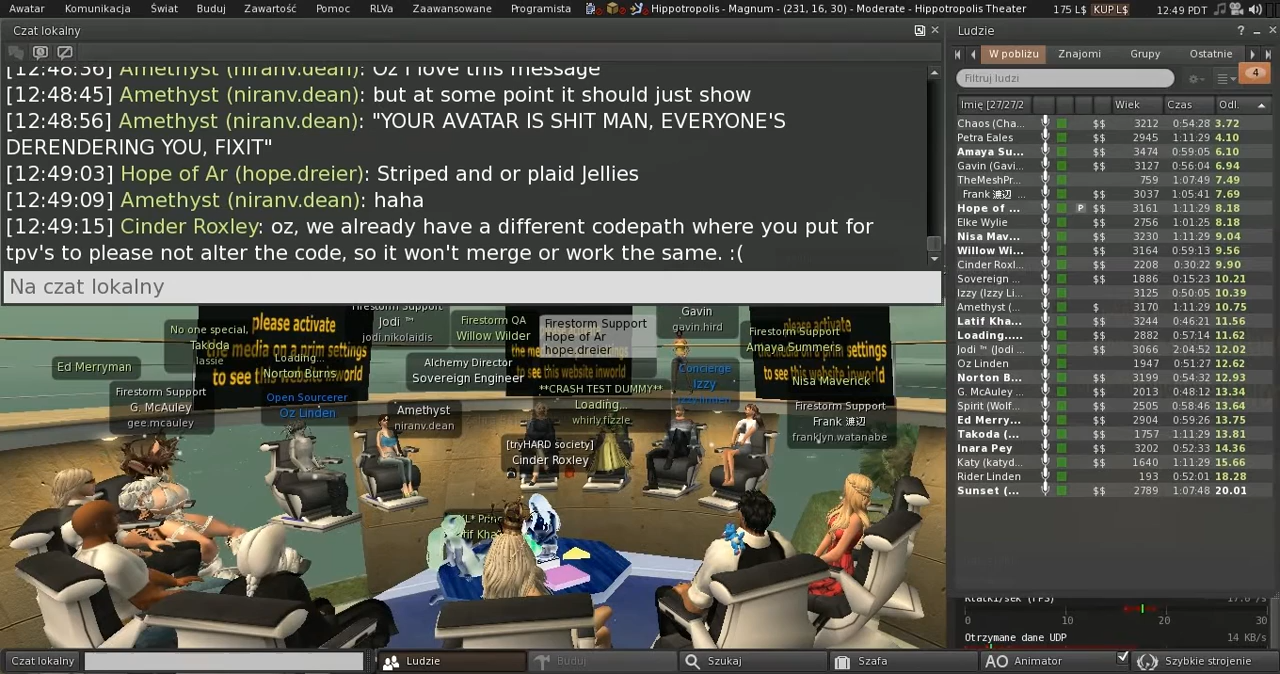 Awatar Komunikacja Świat Buduj Zawartość Pomoc RLVa Zaawansowane Programista Hippotropolis - Magnum - (231, 16, 30) - Moderate - Hippotropolis Theater 175 L$ KUP L$ 12:49 PDT
Czat lokalny
[12:48:36] Amethyst (niranv.dean): Oz I love this message
[12:48:45] Amethyst (niranv.dean): but at some point it should just show
[12:48:56] Amethyst (niranv.dean): "YOUR AVATAR IS SHIT MAN, EVERYONE'S
DERENDERING YOU, FIXIT"
[12:49:03] Hope of Ar (hope.dreier): Striped and or plaid Jellies
[12:49:09] Amethyst (niranv.dean): haha
[12:49:15] Cinder Roxley: oz, we already have a different codepath where you put for
tpv's to please not alter the code, so it won't merge or work the same. :(
Na czat lokalny
No one special,
Takoda
lassie
Ed Merryman
Firestorm Support
G. McAuley
gee.mcauley
please activate
the media on a prim settings
to see this website inworld
Loading...
Norton Burns
Open Sourcerer
Oz Linden
Firestorm Support
Jodi ™
jodi.nikolaidis
Amethyst
niranv.dean
Firestorm QA
Willow Wilder
Alchemy Director
Sovereign Engineer
Firestorm Support
Hope of Ar
hope.dreier
to see this website inworld
**CRASH TEST DUMMY**
Loading...
whirly.fizzle
[tryHARD society]
Cinder Roxley
Gavin
gavin.hird
Concierge
Izzy
please activate
the media on a prim settings
to see this website inworld
Firestorm Support
Amaya Summers
Nisa Maverick
Firestorm Support
Frank 渡辺
franklyn.watanabe
Ludzie
W pobliżu Znajomi Grupy Ostatnie
Filtruj ludzi
4
Imię [27/27/2 Wiek Czas Odl.
Chaos (Cha... $$ 3212 0:54:28 3.72
Petra Eales 2945 1:11:29 4.10
Amaya Su... $$ 3474 0:59:05 6.10
Gavin (Gavi... $$ 3127 0:56:04 6.94
TheMeshPr... 759 1:07:49 7.49
Frank 渡辺 ... $$ 3037 1:05:41 7.69
Hope of ... P $$ 3161 1:11:29 8.18
Elke Wylie $$ 2756 1:01:25 8.18
Nisa Mav... $$ 3230 1:11:29 9.04
Willow Wi... $$ 3164 0:59:13 9.56
Cinder Roxl... $$ 2208 0:30:22 9.90
Sovereign ... $$ 1886 0:15:23 10.21
Izzy (Izzy Li... 3125 0:50:05 10.39
Amethyst (... $ 3170 1:11:29 10.75
Latif Kha... $$ 3244 0:46:21 11.56
Loading.... $$ 2882 0:57:14 11.62
Jodi ™ (Jodi ... $$ 3066 2:04:52 12.02
Oz Linden 1947 0:51:27 12.62
Norton B... $$ 3199 0:54:32 12.93
G. McAuley ... $$ 2013 0:48:12 13.34
Spirit (Wolf... $$ 2505 0:58:46 13.64
Ed Merry... $$ 2904 0:59:26 13.75
Takoda (... $$ 1757 1:11:29 13.81
Inara Pey $$ 3202 0:52:33 14.36
Katy (katyd... $$ 1640 1:11:29 15.66
Rider Linden 193 0:52:01 18.28
Sunset (... $$ 2789 1:07:48 20.01
Klatki/sek (FPS) 17.0 /s
0 10 20 30
Otrzymane dane UDP 14 KB/s
Czat lokalny Ludzie Buduj Szukaj Szafa AO Animator Szybkie strojenie